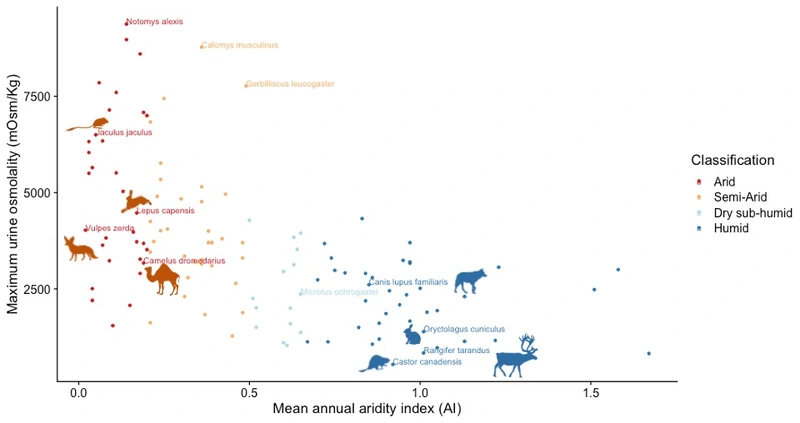 Notomys alexis
Calomys musculinus
Gerbilliscus leucogaster
7500
Jaculus jaculus
Classification
Arid
Semi-Arid
Dry sub-humid
Humid
Maximum urine osmolality (mOsm/Kg)
5000
Lepus capensis
Vulpes zerda
Camelus dromedarius
Canis lupus familiaris
2500
Microtus ochrogaster
Oryctolagus cuniculus
Rangifer tarandus
Castor canadensis
0.0
0.5
1.0
1.5
Mean annual aridity index (AI)